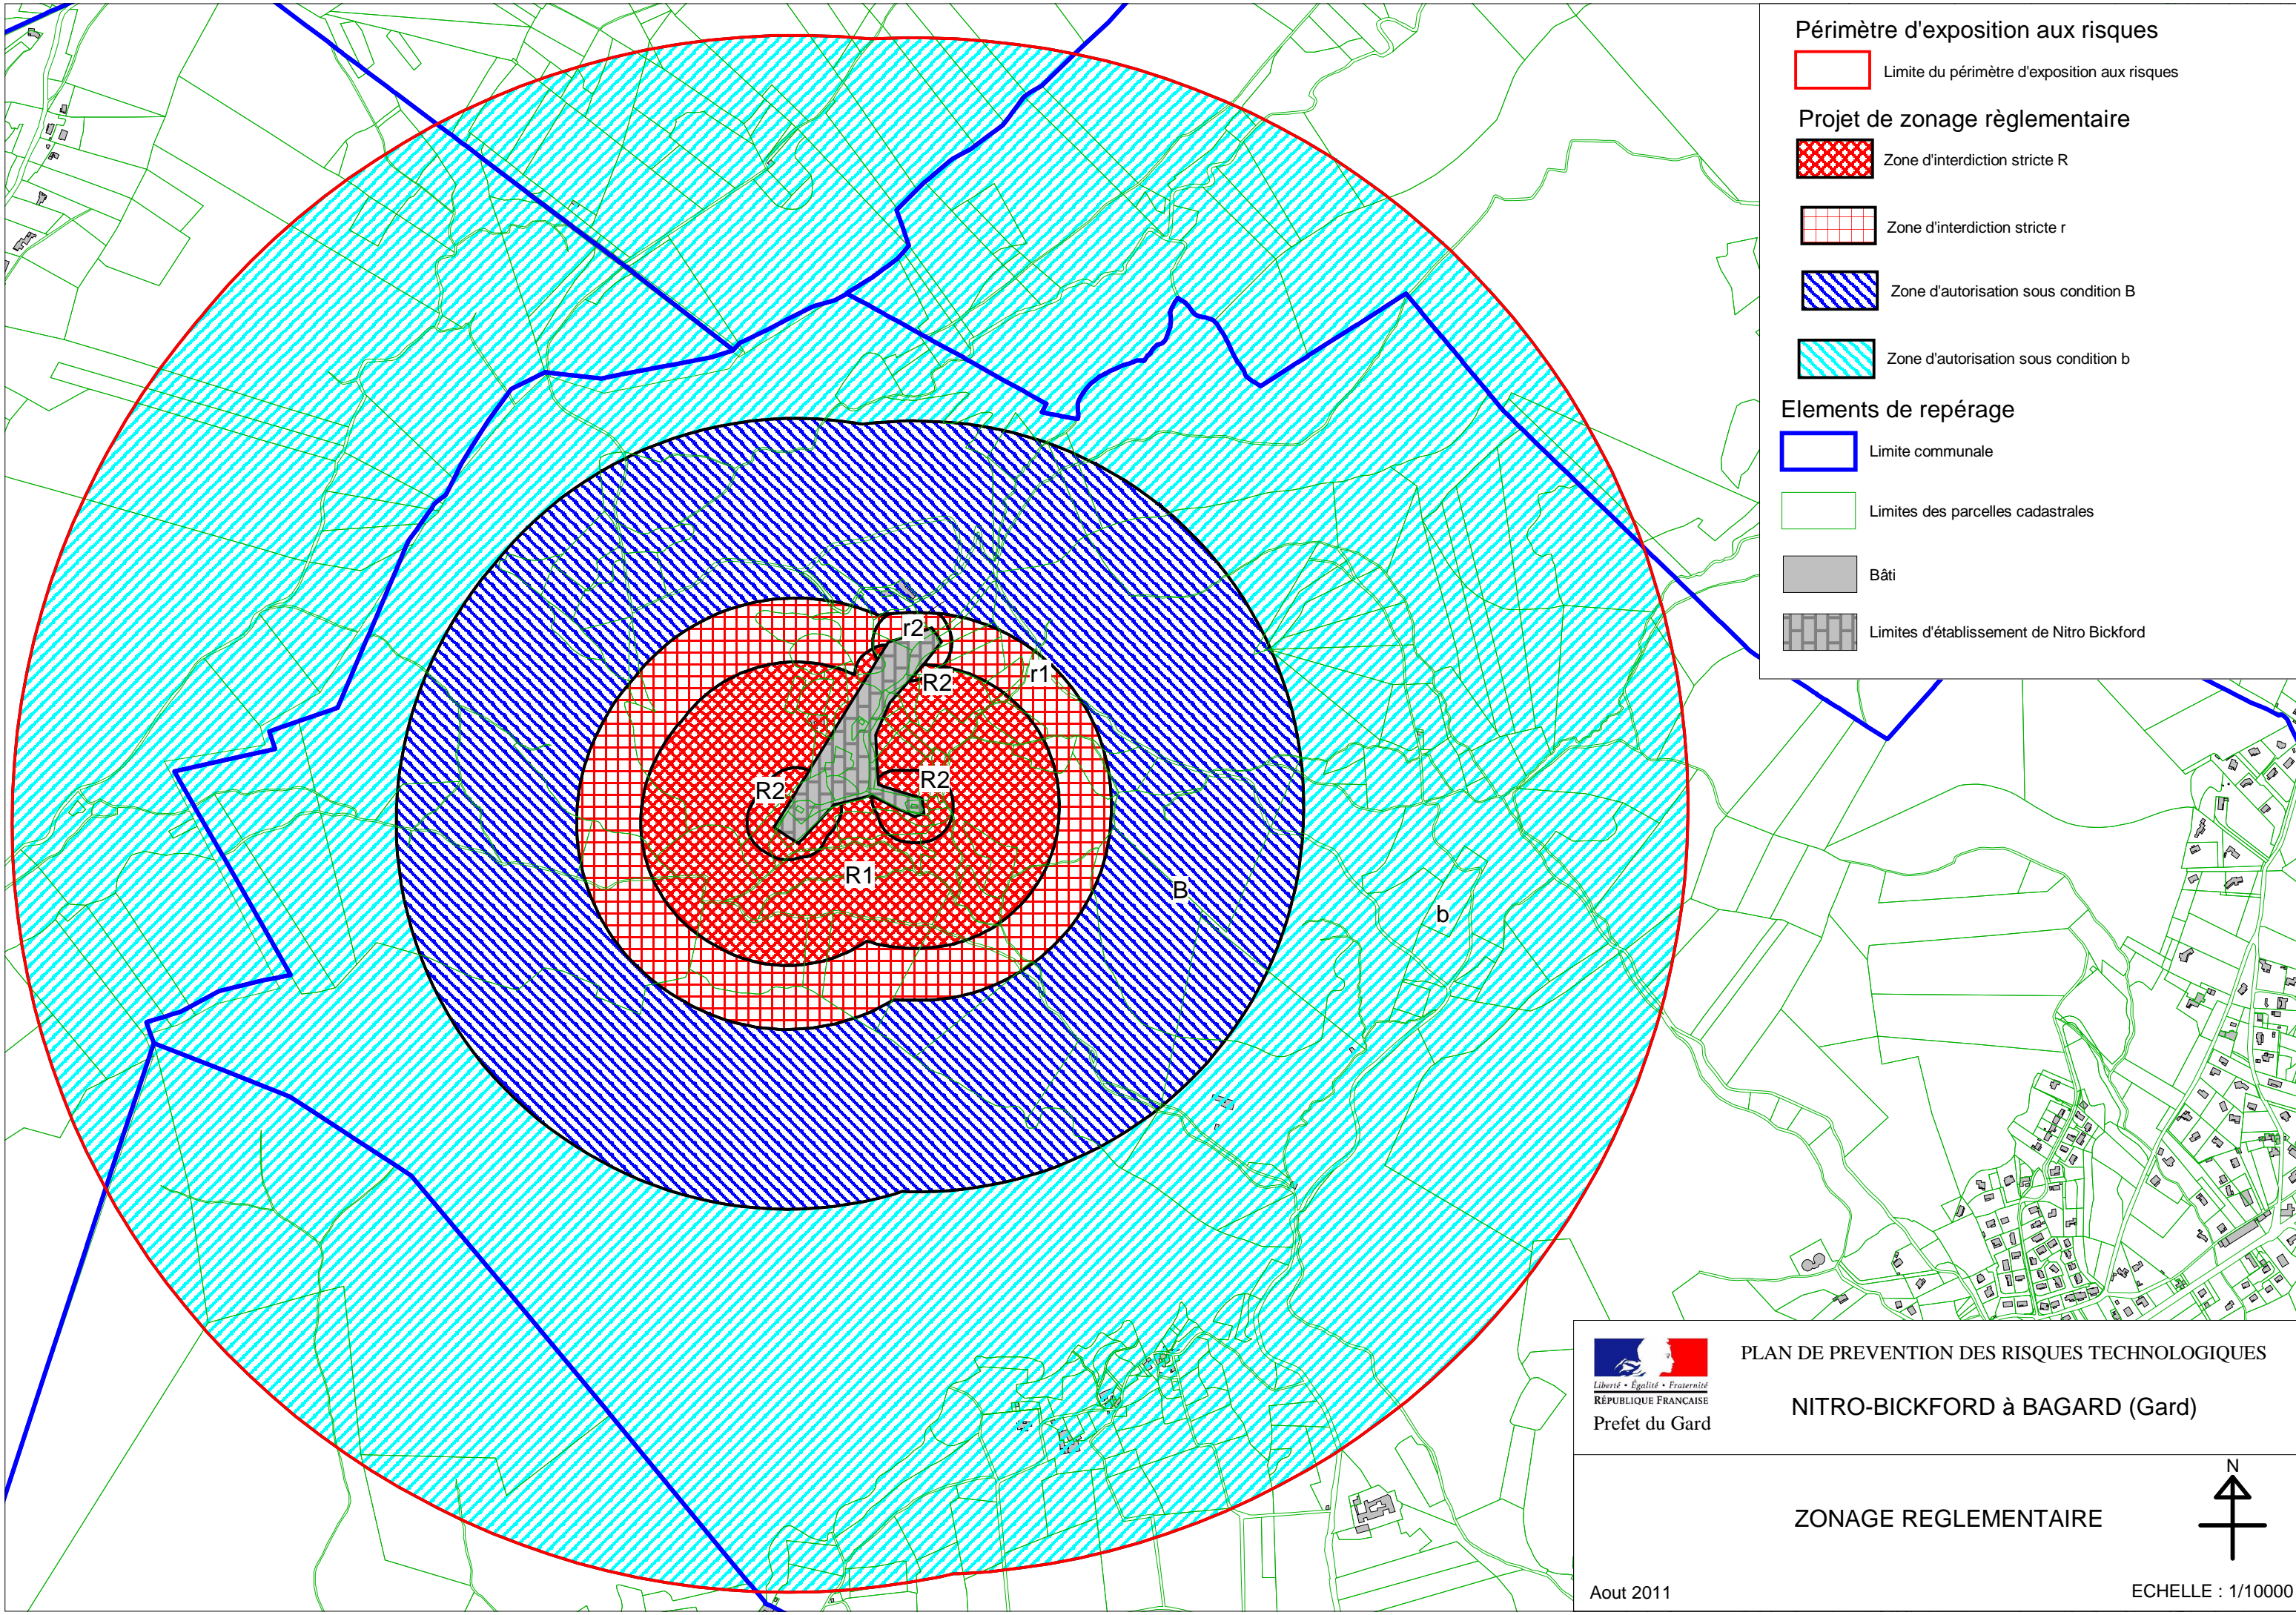 Périmètre d'exposition aux risques
Limite du périmètre d'exposition aux risques
Projet de zonage règlementaire
Zone d'interdiction stricte R
Zone d'interdiction stricte r
Zone d'autorisation sous condition B
Zone d'autorisation sous condition b
Elements de repérage
Limite communale
Limites des parcelles cadastrales
Bâti
Limites d'établissement de Nitro Bickford
r2
r1
R2
R2
R2
R1
B
b
Liberté • Égalité • Fraternité
RÉPUBLIQUE FRANÇAISE
Prefet du Gard
PLAN DE PREVENTION DES RISQUES TECHNOLOGIQUES
NITRO-BICKFORD à BAGARD (Gard)
ZONAGE REGLEMENTAIRE
N
Aout 2011
ECHELLE : 1/10000